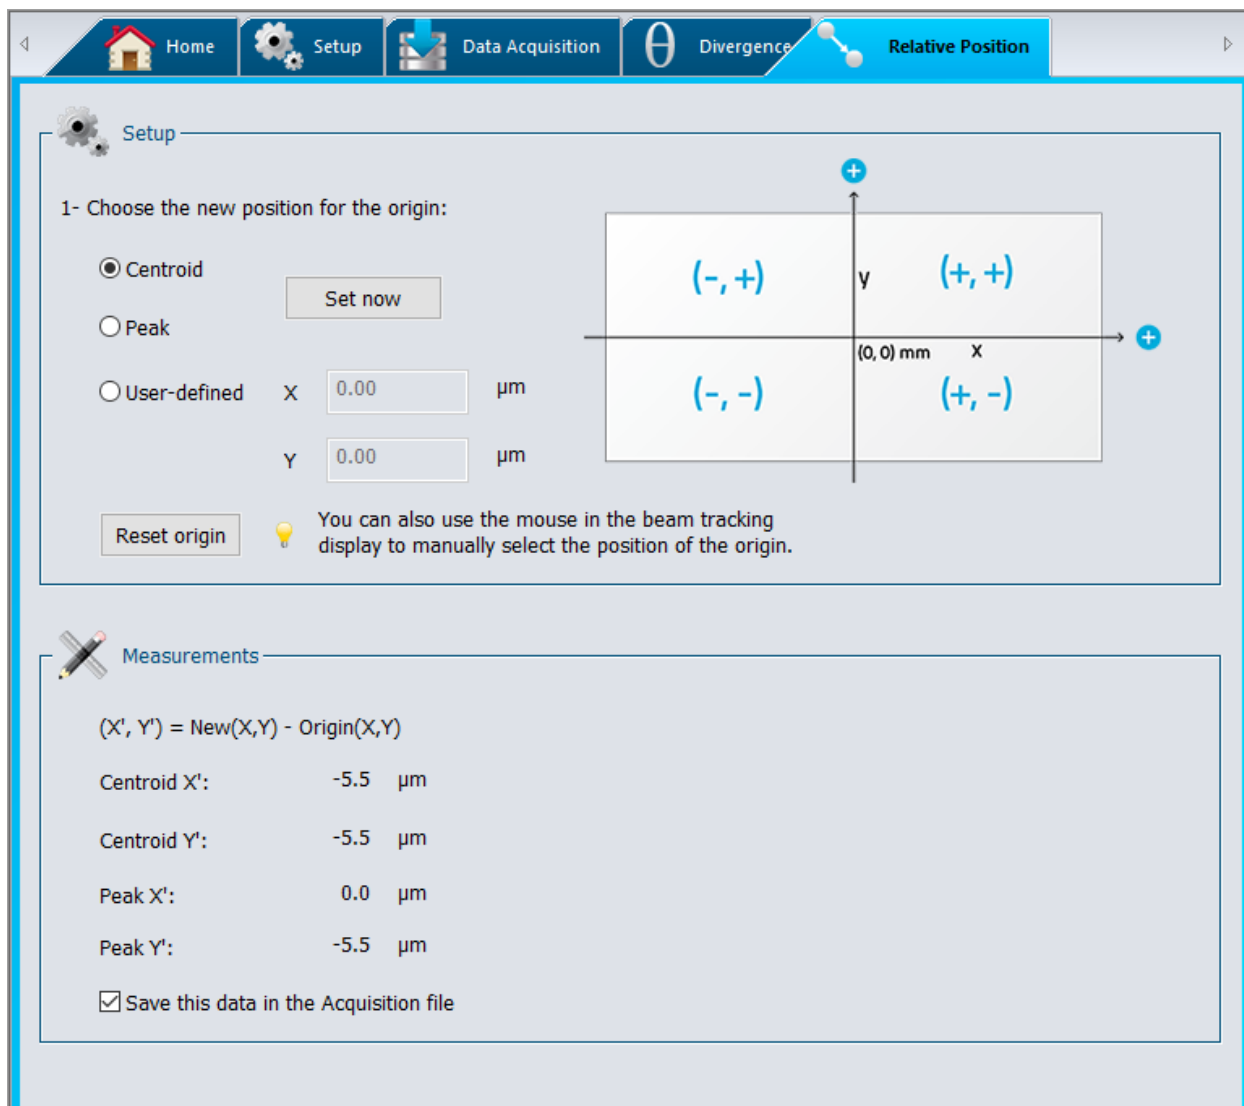 Home
Setup
Data Acquisition
θ
Divergence
Relative Position
Setup
1- Choose the new position for the origin:
Centroid
Set now
Peak
User-defined
X
0.00
µm
Y
0.00
µm
Reset origin
You can also use the mouse in the beam tracking
display to manually select the position of the origin.
+
(-, +)
y
(+, +)
(0, 0) mm
x
+
(-, -)
(+, -)
Measurements
(X', Y') = New(X,Y) - Origin(X,Y)
Centroid X': -5.5 µm
Centroid Y': -5.5 µm
Peak X': 0.0 µm
Peak Y': -5.5 µm
Save this data in the Acquisition file